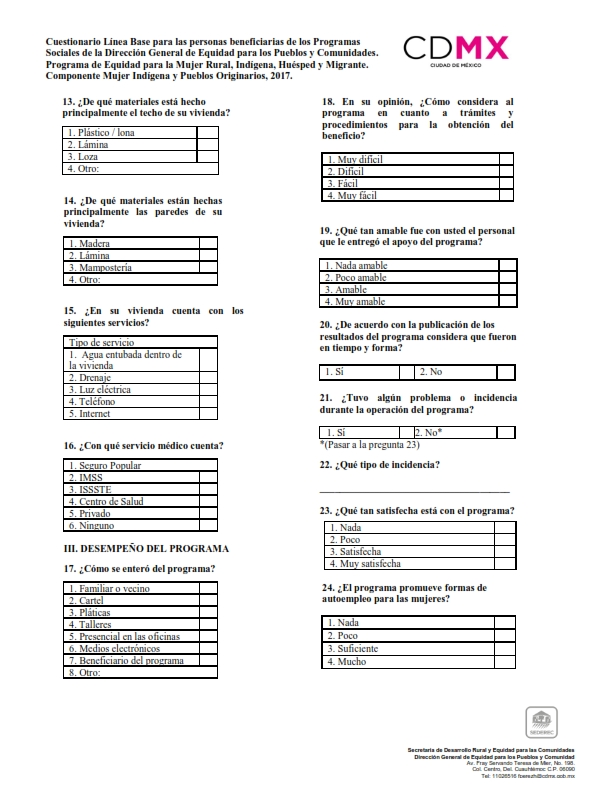 Cuestionario Línea Base para las personas beneficiarias de los Programas
Sociales de la Dirección General de Equidad para los Pueblos y Comunidades.
Programa de Equidad para la Mujer Rural, Indígena, Huésped y Migrante.
Componente Mujer Indígena y Pueblos Originarios, 2017.
CDMX
CIUDAD DE MÉXICO
13. ¿De qué materiales está hecho
principalmente el techo de su vivienda?
1. Plástico / lona
2. Lámina
3. Loza
4. Otro:
14. ¿De qué materiales están hechas
principalmente las paredes de su
vivienda?
1. Madera
2. Lámina
3. Mampostería
4. Otro:
15. ¿En su vivienda cuenta con los
siguientes servicios?
Tipo de servicio
1. Agua entubada dentro de
la vivienda
2. Drenaje
3. Luz eléctrica
4. Teléfono
5. Internet
16. ¿Con qué servicio médico cuenta?
1. Seguro Popular
2. IMSS
3. ISSSTE
4. Centro de Salud
5. Privado
6. Ninguno
III. DESEMPEÑO DEL PROGRAMA
17. ¿Cómo se enteró del programa?
1. Familiar o vecino
2. Cartel
3. Pláticas
4. Talleres
5. Presencial en las oficinas
6. Medios electrónicos
7. Beneficiario del programa
8. Otro:
18. En su opinión, ¿Cómo considera al
programa en cuanto a trámites y
procedimientos para la obtención del
beneficio?
1. Muy difícil
2. Difícil
3. Fácil
4. Muy fácil
19. ¿Qué tan amable fue con usted el personal
que le entregó el apoyo del programa?
1. Nada amable
2. Poco amable
3. Amable
4. Muy amable
20. ¿De acuerdo con la publicación de los
resultados del programa considera que fueron
en tiempo y forma?
1. Sí 2. No
21. ¿Tuvo algún problema o incidencia
durante la operación del programa?
1. Sí 2. No*
*(Pasar a la pregunta 23)
22. ¿Qué tipo de incidencia?
23. ¿Qué tan satisfecha está con el programa?
1. Nada
2. Poco
3. Satisfecha
4. Muy satisfecha
24. ¿El programa promueve formas de
autoempleo para las mujeres?
1. Nada
2. Poco
3. Suficiente
4. Mucho
SEDEREC
Secretaría de Desarrollo Rural y Equidad para las Comunidades
Dirección General de Equidad para los Pueblos y Comunidad
Av. Fray Servando Teresa de Mier, No. 198.
Col. Centro, Del. Cuauhtémoc C.P. 06090
Tel: 11026516